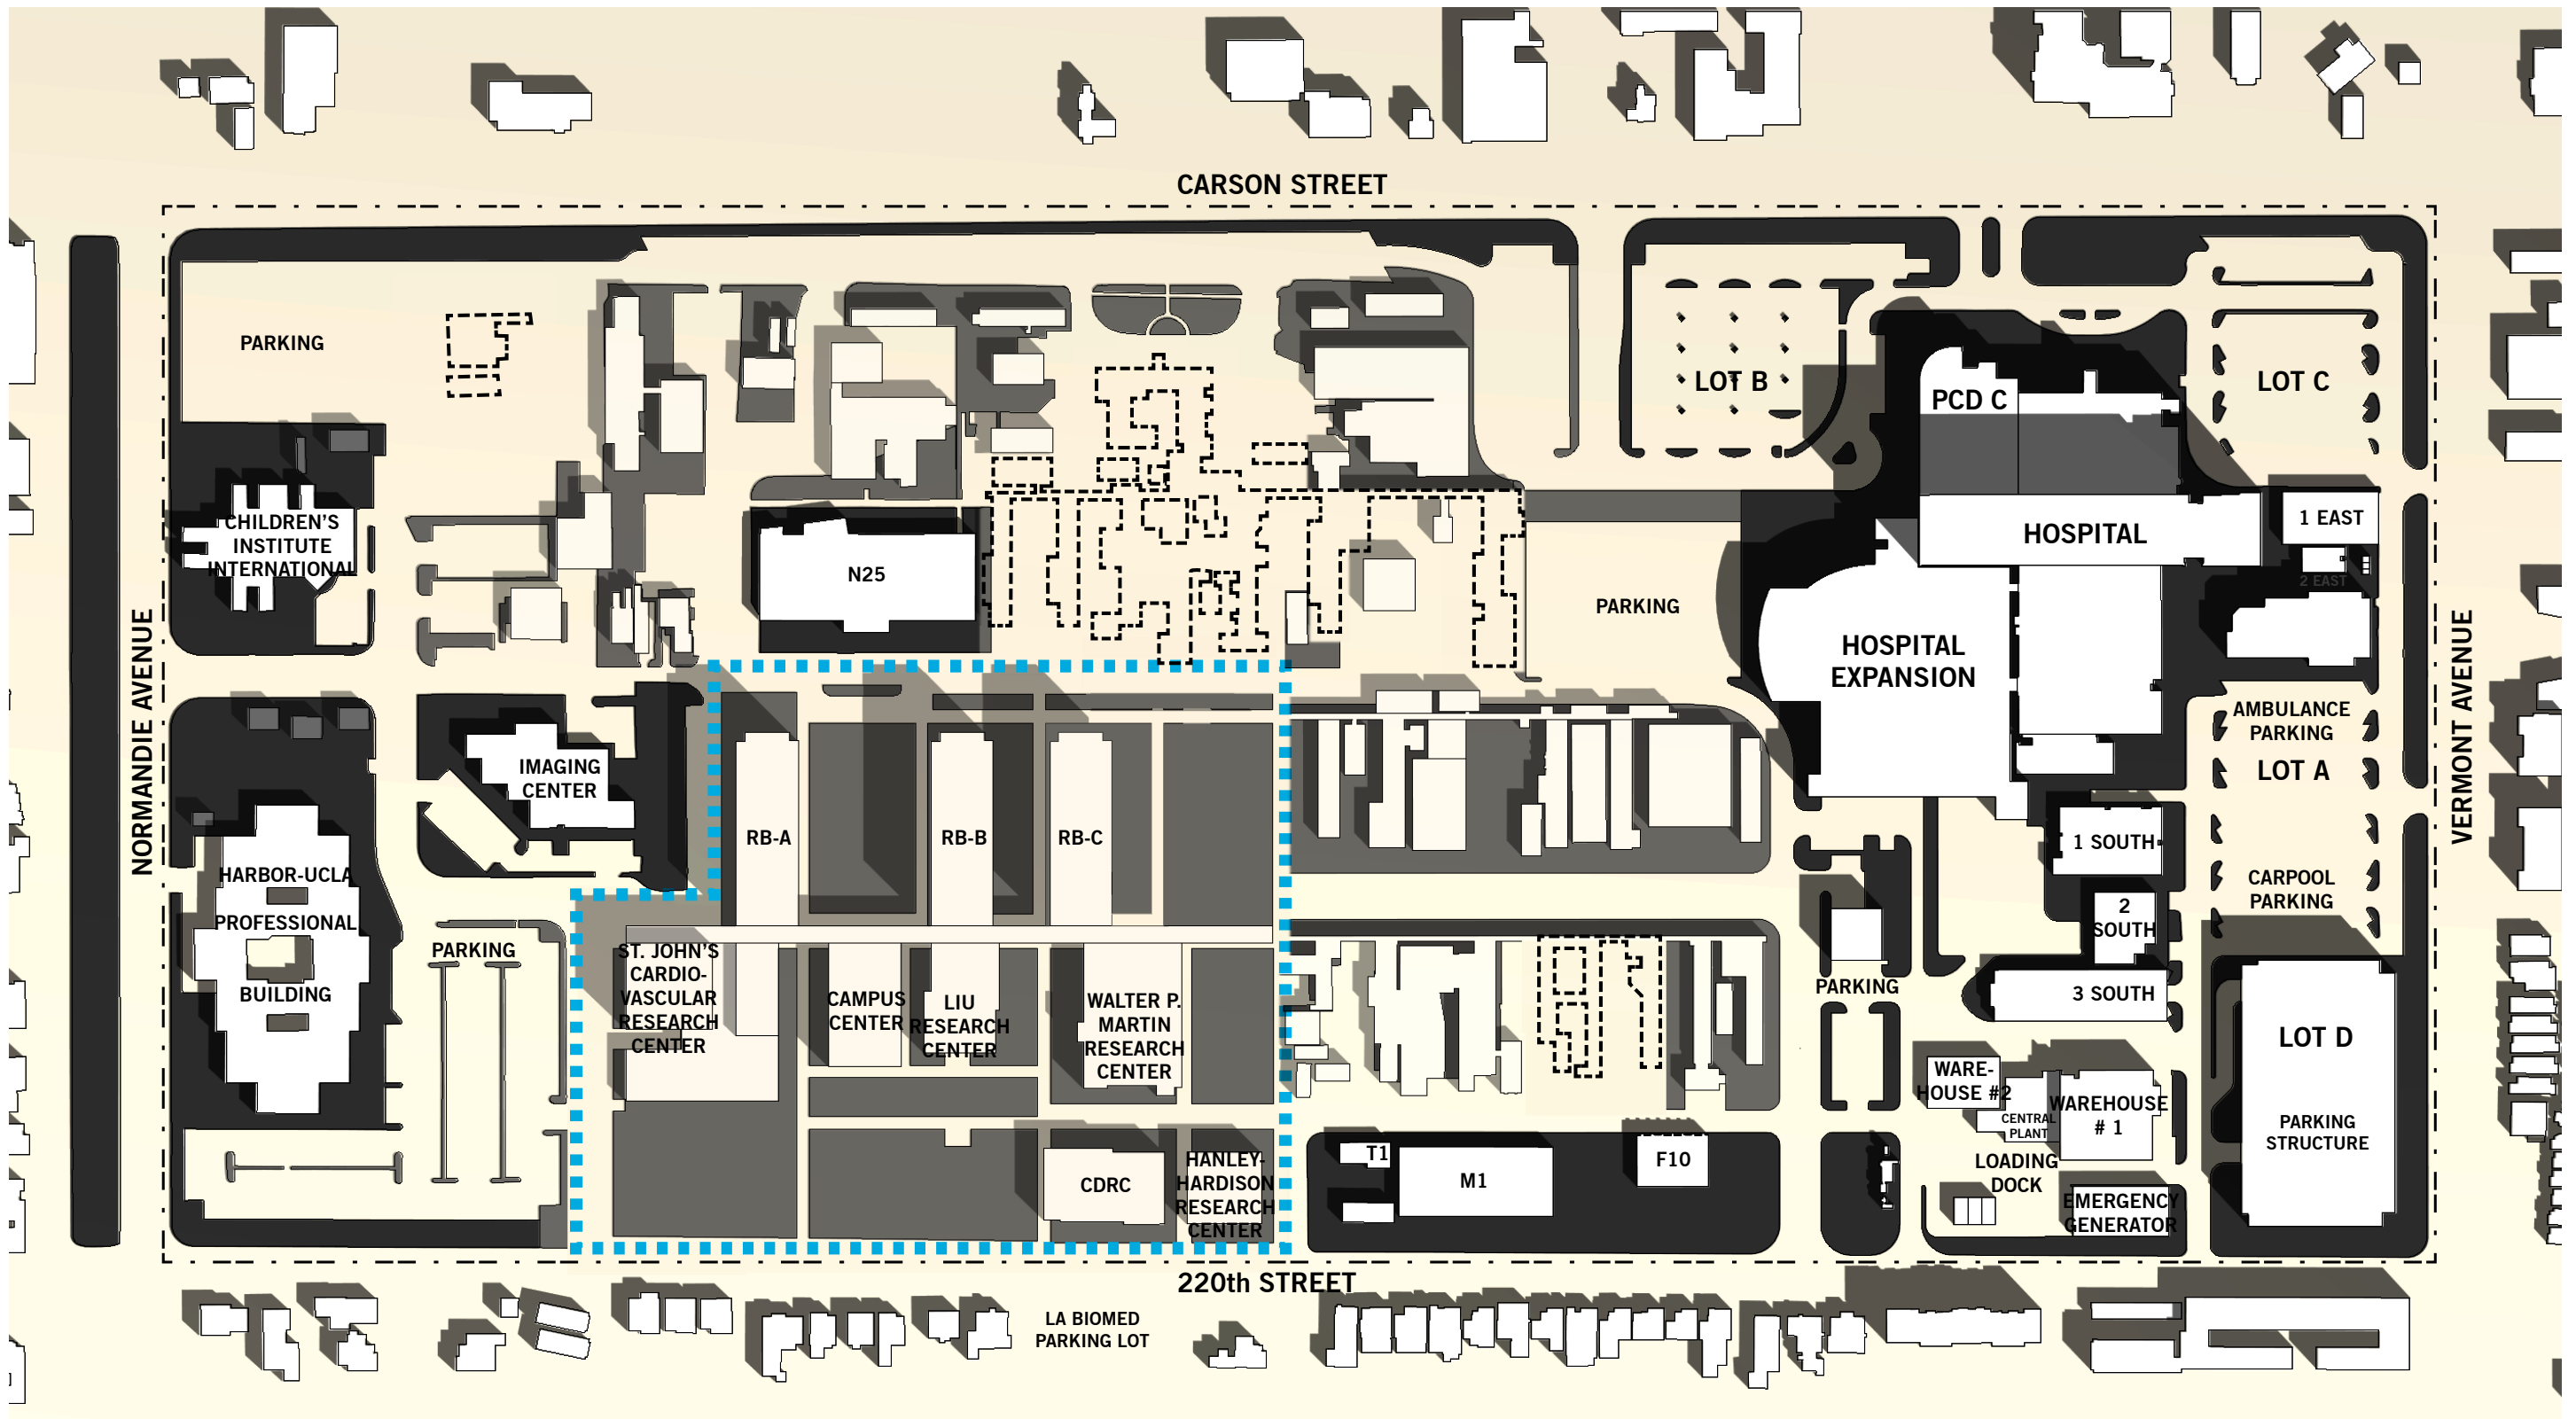 CARSON STREET
PARKING
LOT B
PCD C
LOT C
CHILDREN'S
INSTITUTE
INTERNATIONAL
N25
HOSPITAL
1 EAST
2 EAST
PARKING
HOSPITAL
EXPANSION
NORMANDIE AVENUE
VERMONT AVENUE
AMBULANCE
PARKING
LOT A
IMAGING
CENTER
RB-A
RB-B
RB-C
1 SOUTH
HARBOR-UCLA
PROFESSIONAL
BUILDING
CARPOOL
PARKING
2
SOUTH
PARKING
ST. JOHN'S
CARDIO-
VASCULAR
RESEARCH
CENTER
CAMPUS
CENTER
LIU
RESEARCH
CENTER
WALTER P.
MARTIN
RESEARCH
CENTER
PARKING
3 SOUTH
LOT D
PARKING
STRUCTURE
WARE-
HOUSE #2
CENTRAL
PLANT
WAREHOUSE
# 1
T1
M1
F10
LOADING
DOCK
CDRC
HANLEY-
HARDISON
RESEARCH
CENTER
EMERGENCY
GENERATOR
220th STREET
LA BIOMED
PARKING LOT